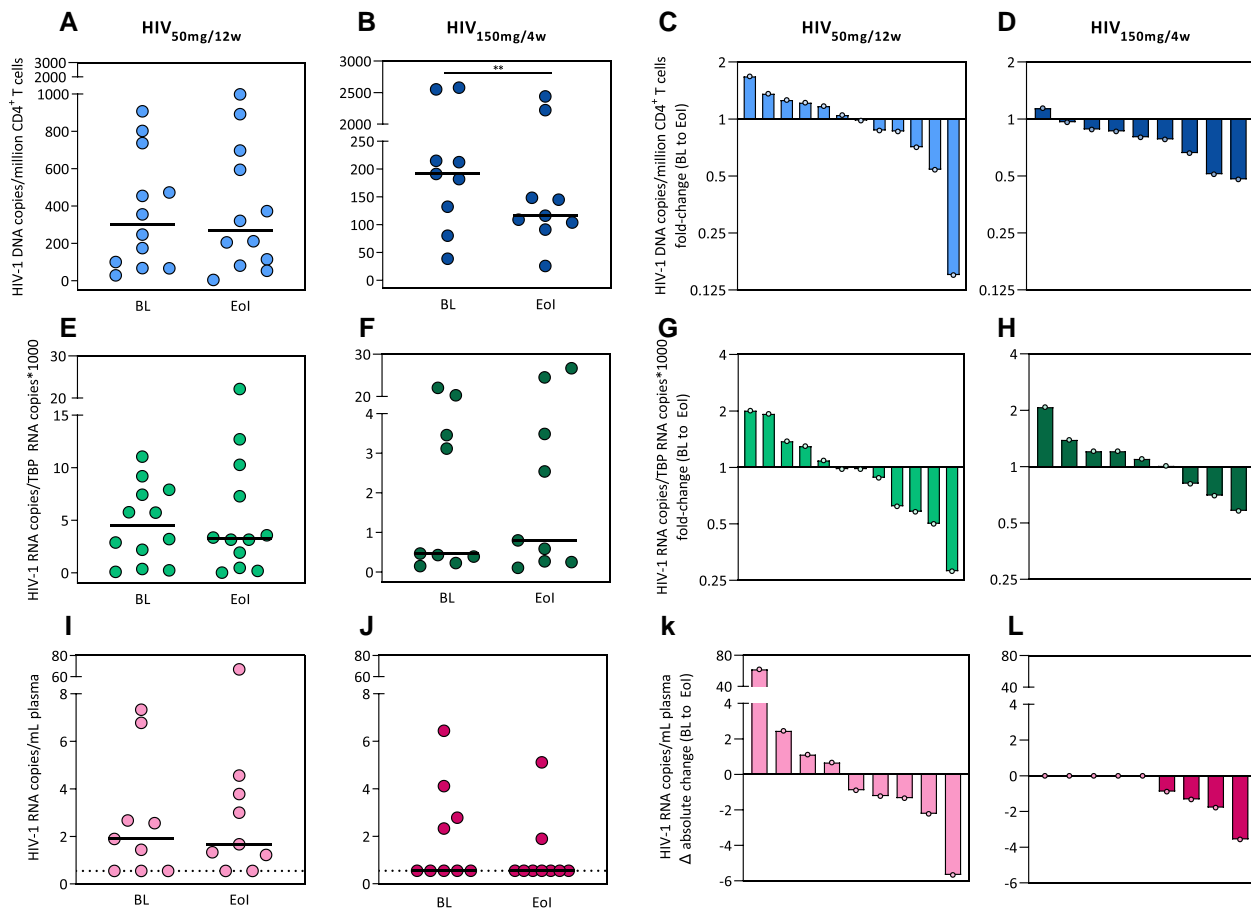 A
HIV50mg/12w
B
HIV150mg/4w
C
HIV50mg/12w
D
HIV150mg/4w
HIV-1 DNA copies/million CD4+ T cells
3000
2000
1000
800
600
400
200
0
BL
EoI
3000
2500
2000
250
200
150
100
50
0
**
BL
EoI
HIV-1 DNA copies/million CD4+ T cells
fold-change (BL to EoI)
2
1
0.5
0.25
0.125
2
1
0.5
0.25
0.125
E
F
G
H
HIV-1 RNA copies/TBP RNA copies*1000
30
20
15
10
5
0
BL
EoI
30
20
4
3
2
1
0
BL
EoI
HIV-1 RNA copies/TBP RNA copies*1000
fold-change (BL to EoI)
4
2
1
0.5
0.25
4
2
1
0.5
0.25
I
J
k
L
HIV-1 RNA copies/mL plasma
80
60
8
6
4
2
0
BL
EoI
80
60
8
6
4
2
0
BL
EoI
HIV-1 RNA copies/mL plasma
Δ absolute change (BL to EoI)
80
40
4
2
0
-2
-4
-6
80
40
4
2
0
-2
-4
-6